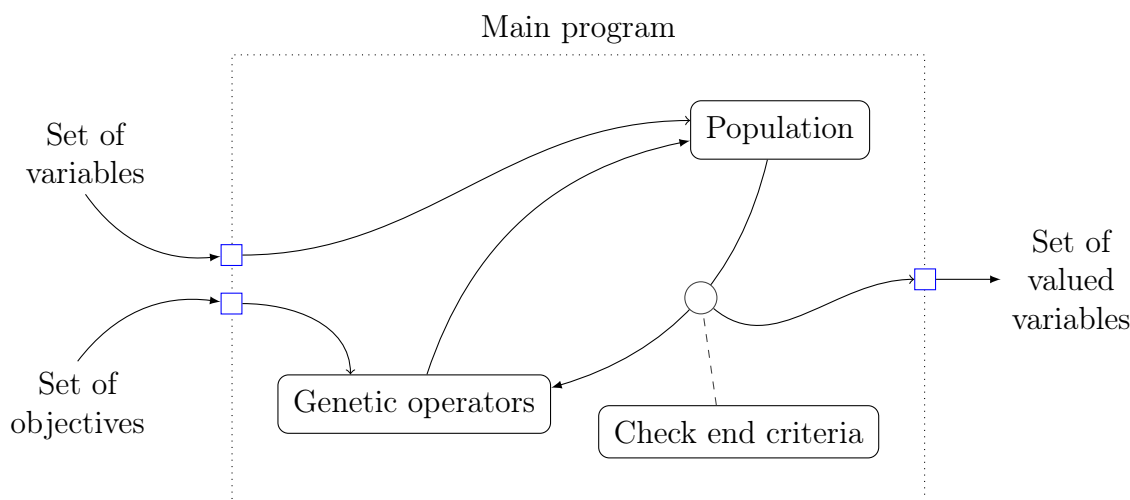 Main program
Set of
variables
Population
Set of
valued
variables
Set of
objectives
Genetic operators
Check end criteria